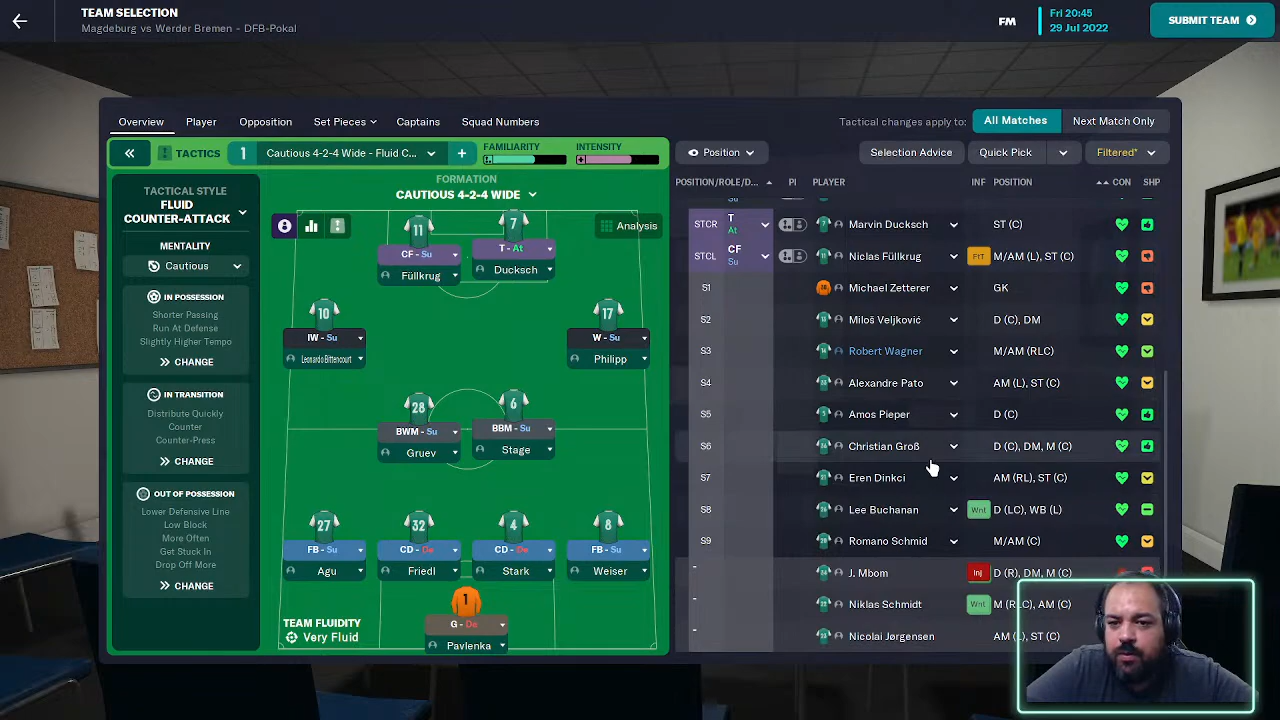 TEAM SELECTION
Magdeburg vs Werder Bremen - DFB-Pokal
FM
Fri 20:45
29 Jul 2022
SUBMIT TEAM
Overview
Player
Opposition
Set Pieces
Captains
Squad Numbers
Tactical changes apply to:
All Matches
Next Match Only
TACTICS
1
Cautious 4-2-4 Wide - Fluid C...
FAMILIARITY
INTENSITY
Position
Selection Advice
Quick Pick
Filtered*
TACTICAL STYLE
FLUID
COUNTER-ATTACK
MENTALITY
Cautious
IN POSSESSION
Shorter Passing
Run At Defense
Slightly Higher Tempo
CHANGE
IN TRANSITION
Distribute Quickly
Counter
Counter-Press
CHANGE
OUT OF POSSESSION
Lower Defensive Line
Low Block
More Often
Get Stuck In
Drop Off More
CHANGE
FORMATION
CAUTIOUS 4-2-4 WIDE
Analysis
11
CF - Su
Füllkrug
7
T - At
Ducksch
10
IW - Su
Leonardo Bittencourt
17
W - Su
Philipp
28
BWM - Su
Gruev
6
BBM - Su
Stage
27
FB - Su
Agu
32
CD - De
Friedl
4
CD - De
Stark
8
FB - Su
Weiser
1
G - De
Pavlenka
TEAM FLUIDITY
Very Fluid
POSITION/ROLE/D... PI PLAYER INF POSITION CON SHP
Su
STCR T At Marvin Ducksch ST (C)
STCL CF Su Niclas Füllkrug FtT M/AM (L), ST (C)
S1 Michael Zetterer GK
S2 Miloš Veljković D (C), DM
S3 Robert Wagner M/AM (RLC)
S4 Alexandre Pato AM (L), ST (C)
S5 Amos Pieper D (C)
S6 Christian Groß D (C), DM, M (C)
S7 Eren Dinkci AM (RL), ST (C)
S8 Lee Buchanan Wnt D (LC), WB (L)
S9 Romano Schmid M/AM (C)
- J. Mbom Inj D (R), DM, M (C)
- Niklas Schmidt Wnt M (RLC), AM (C)
- Nicolai Jørgensen AM (L), ST (C)